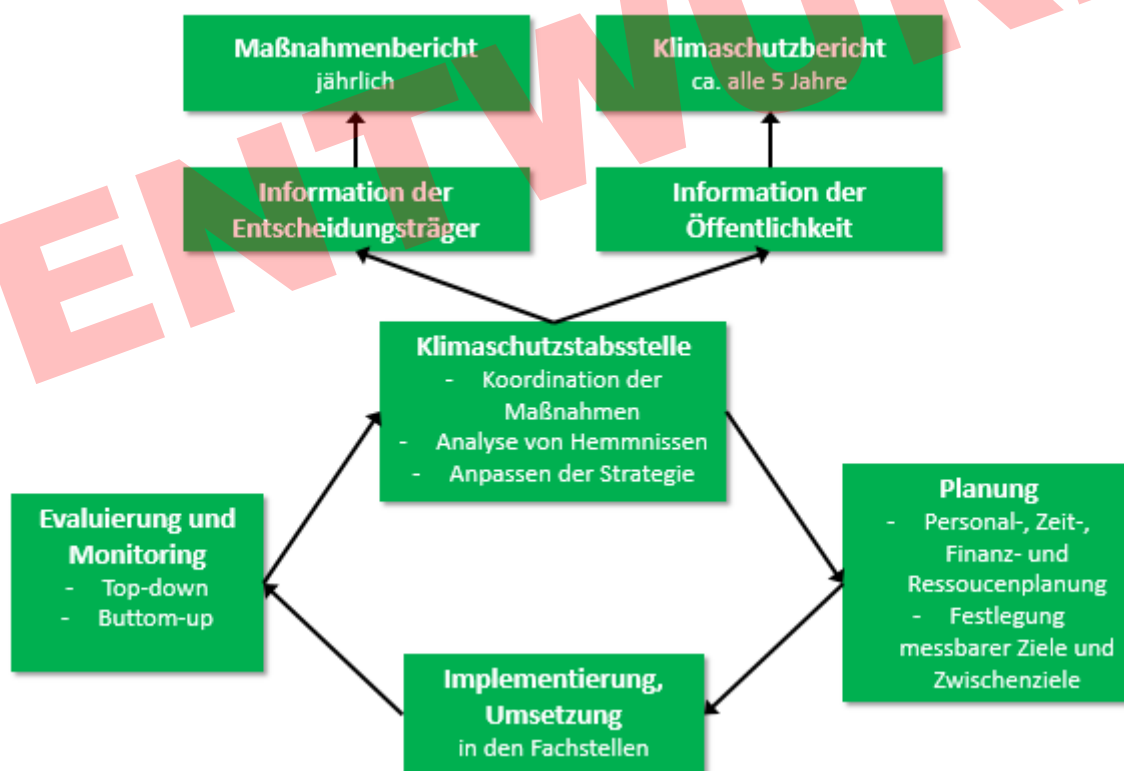 ENTWURF
Maßnahmenbericht
jährlich
Klimaschutzbericht
ca. alle 5 Jahre
Information der
Entscheidungsträger
Information der
Öffentlichkeit
Klimaschutzstabsstelle
- Koordination der
Maßnahmen
- Analyse von Hemmnissen
- Anpassen der Strategie
Evaluierung und
Monitoring
- Top-down
- Buttom-up
Planung
- Personal-, Zeit-,
Finanz- und
Ressoucenplanung
- Festlegung
messbarer Ziele und
Zwischenziele
Implementierung,
Umsetzung
in den Fachstellen